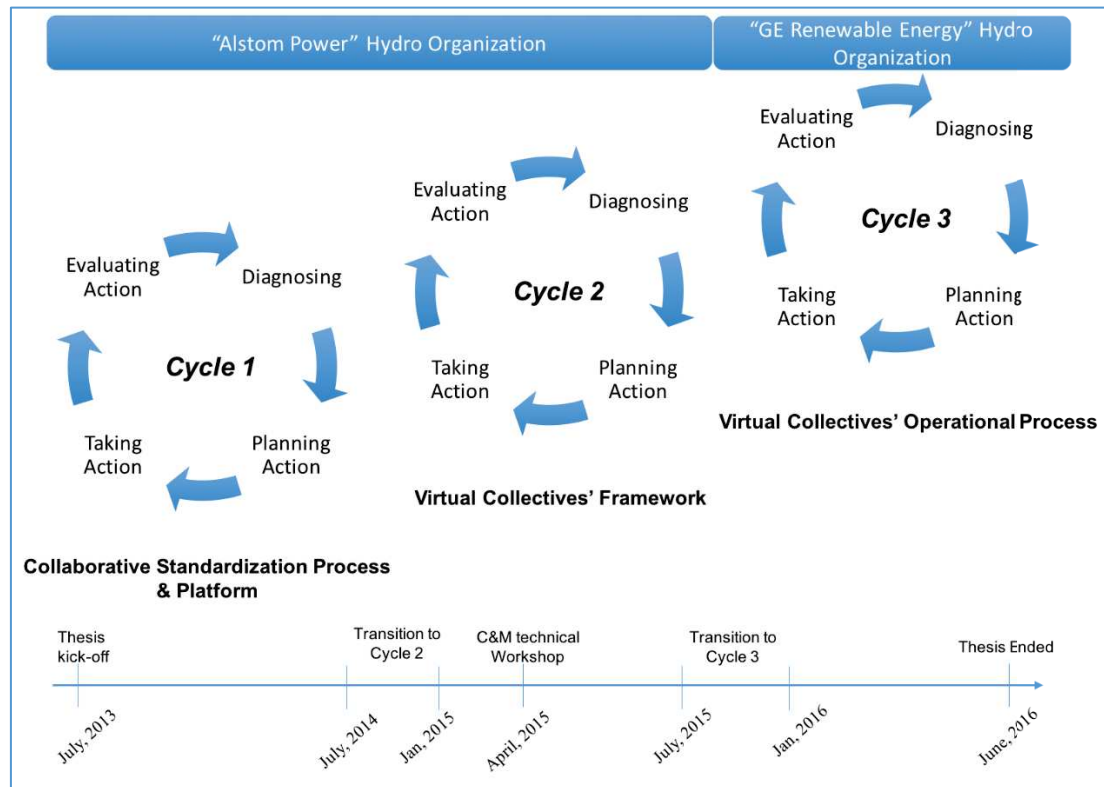 “Alstom Power” Hydro Organization
“GE Renewable Energy” Hydro
Organization
Evaluating
Action
Diagnosing
Cycle 1
Taking
Action
Planning
Action
Collaborative Standardization Process
& Platform
Evaluating
Action
Diagnosing
Cycle 2
Taking
Action
Planning
Action
Virtual Collectives’ Framework
Evaluating
Action
Diagnosing
Cycle 3
Taking
Action
Planning
Action
Virtual Collectives’ Operational Process
Thesis
kick-off
Transition to
Cycle 2
C&M technical
Workshop
Transition to
Cycle 3
Thesis Ended
July, 2013
July, 2014
Jan, 2015
April, 2015
July, 2015
Jan, 2016
June, 2016